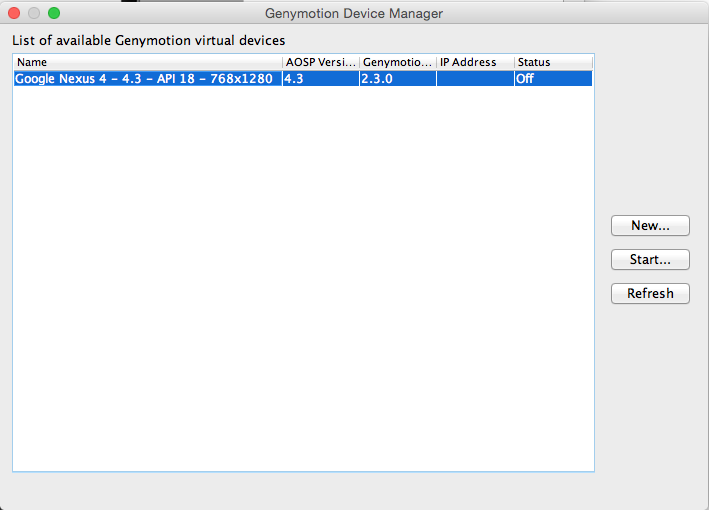 Genymotion Device Manager
List of available Genymotion virtual devices
Name AOSP Versi... Genymotio... IP Address Status
Google Nexus 4 – 4.3 – API 18 – 768x1280 4.3 2.3.0 Off
New...
Start...
Refresh